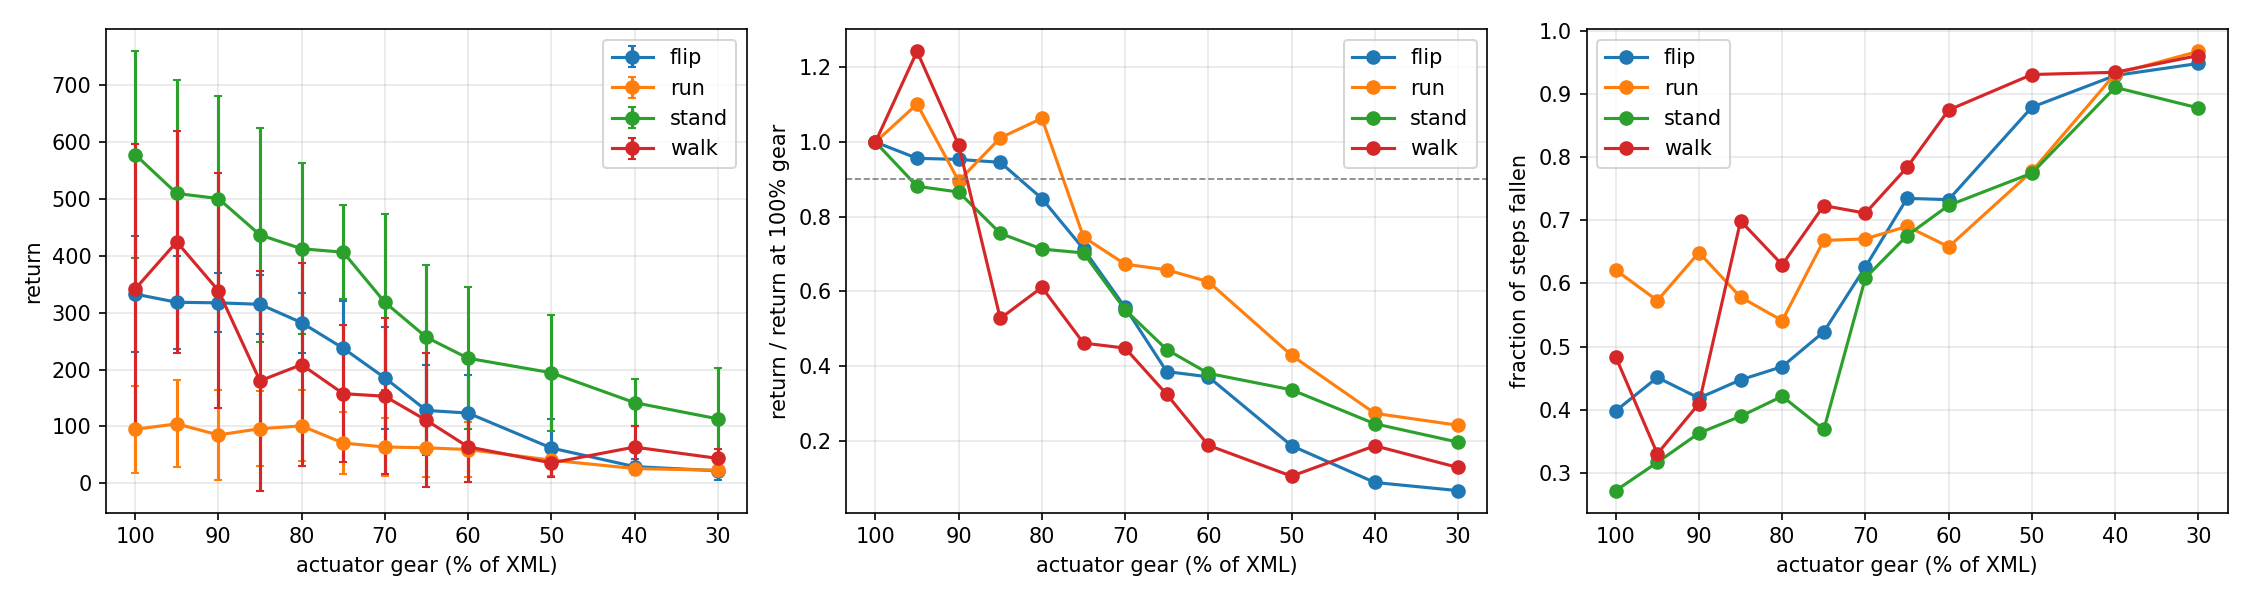 return
700
600
500
400
300
200
100
0
flip
run
stand
walk
100
90
80
70
60
50
40
30
actuator gear (% of XML)
return / return at 100% gear
1.2
1.0
0.8
0.6
0.4
0.2
flip
run
stand
walk
100
90
80
70
60
50
40
30
actuator gear (% of XML)
fraction of steps fallen
1.0
0.9
0.8
0.7
0.6
0.5
0.4
0.3
flip
run
stand
walk
100
90
80
70
60
50
40
30
actuator gear (% of XML)